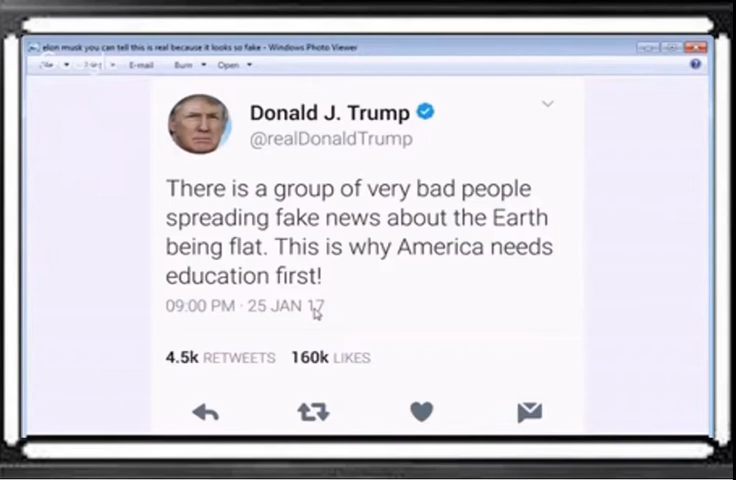 elon musk you can tell this is real because it looks so fake - Windows Photo Viewer
E-mail Burn Open
Donald J. Trump
@realDonaldTrump
There is a group of very bad people
spreading fake news about the Earth
being flat. This is why America needs
education first!
09:00 PM · 25 JAN 17
4.5k RETWEETS 160k LIKES